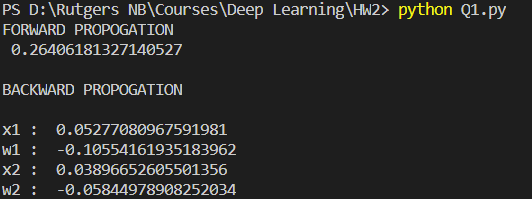 PS D:\Rutgers NB\Courses\Deep Learning\HW2> python Q1.py
FORWARD PROPOGATION
0.26406181327140527
BACKWARD PROPOGATION
x1 : 0.05277080967591981
w1 : -0.10554161935183962
x2 : 0.03896652605501356
w2 : -0.05844978908252034